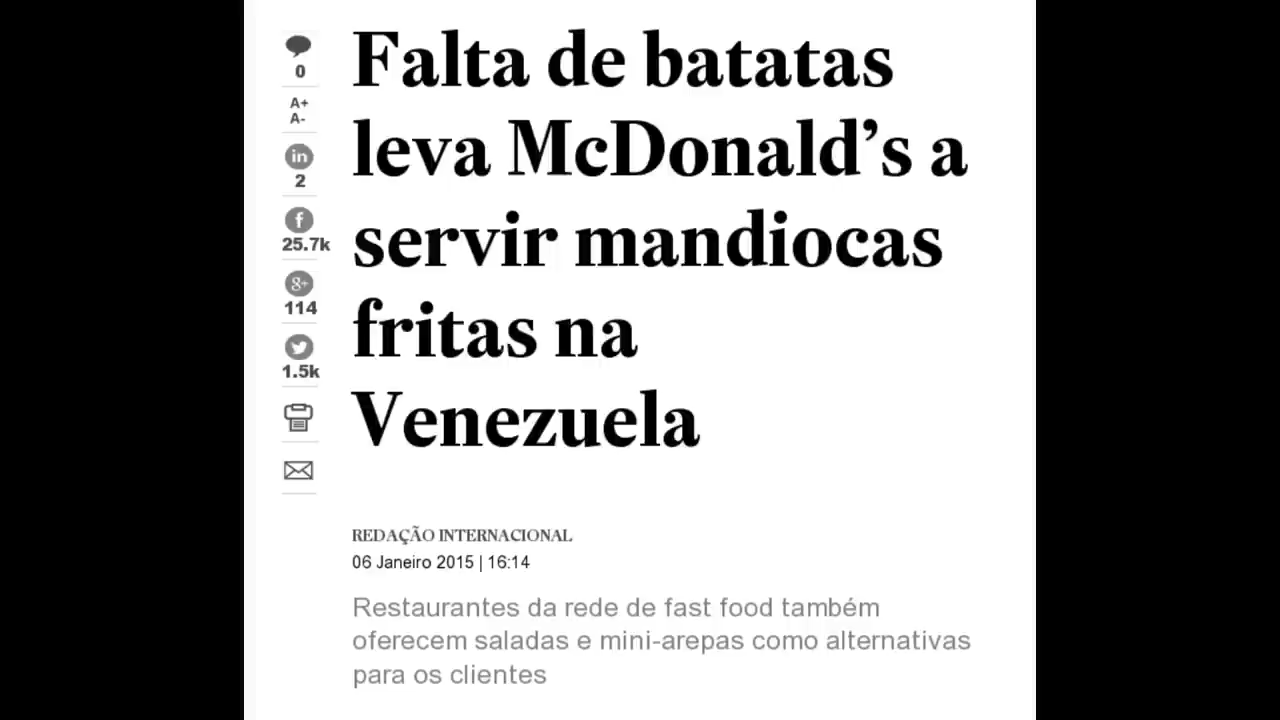 0
A+
A-
in
2
f
25.7k
g+
114
1.5k
Falta de batatas
leva McDonald’s a
servir mandiocas
fritas na
Venezuela
REDAÇÃO INTERNACIONAL
06 Janeiro 2015 | 16:14
Restaurantes da rede de fast food também
oferecem saladas e mini-arepas como alternativas
para os clientes